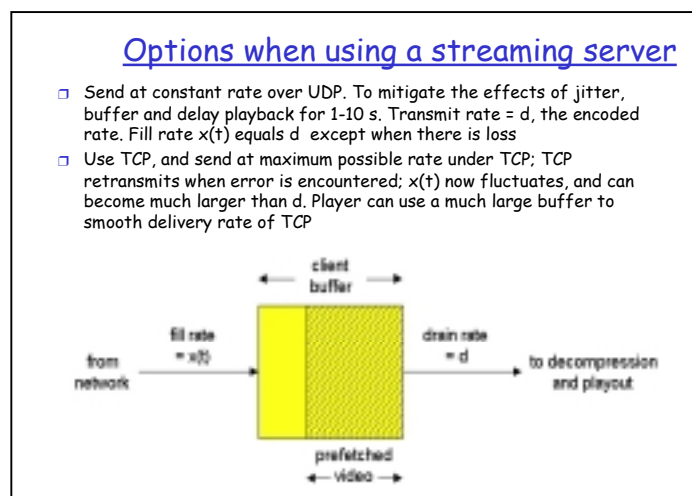 Options when using a streaming server
Send at constant rate over UDP. To mitigate the effects of jitter,
buffer and delay playback for 1-10 s. Transmit rate = d, the encoded
rate. Fill rate x(t) equals d except when there is loss
Use TCP, and send at maximum possible rate under TCP; TCP
retransmits when error is encountered; x(t) now fluctuates, and can
become much larger than d. Player can use a much large buffer to
smooth delivery rate of TCP
client
buffer
fill rate
= x(t)
drain rate
= d
from
network
to decompression
and playout
prefetched
video